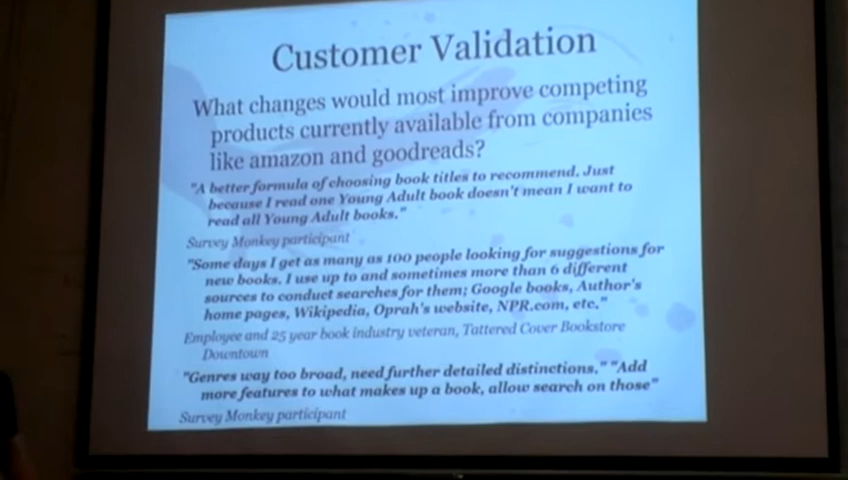 Customer Validation
What changes would most improve competing
products currently available from companies
like amazon and goodreads?
"A better formula of choosing book titles to recommend. Just
because I read one Young Adult book doesn't mean I want to
read all Young Adult books."
Survey Monkey participant
"Some days I get as many as 100 people looking for suggestions for
new books. I use up to and sometimes more than 6 different
sources to conduct searches for them; Google books, Author's
home pages, Wikipedia, Oprah's website, NPR.com, etc."
Employee and 25 year book industry veteran, Tattered Cover Bookstore
Downtown
"Genres way too broad, need further detailed distinctions." "Add
more features to what makes up a book, allow search on those"
Survey Monkey participant